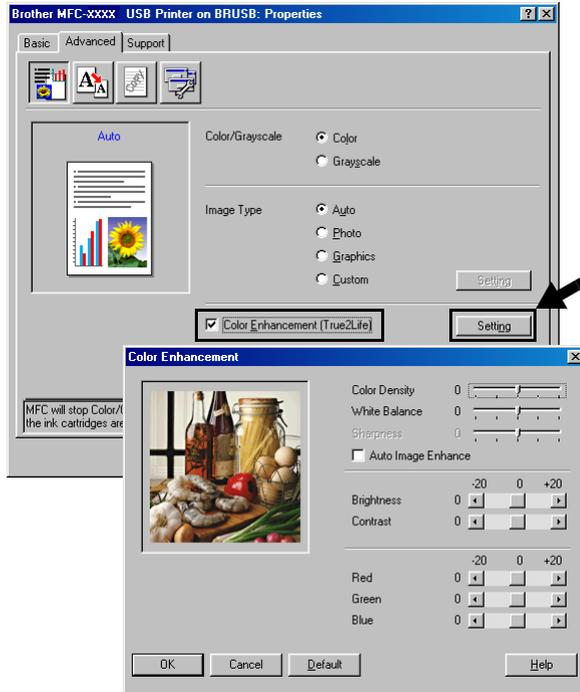 Brother MFC-XXXX USB Printer on BRUSB: Properties
Basic Advanced Support
Auto
Color/Grayscale
Color
Grayscale
Image Type
Auto
Photo
Graphics
Custom
Setting
Color Enhancement (True2Life)
Setting
MFC will stop Color/
the ink cartridges are
Color Enhancement
Color Density 0
White Balance 0
Sharpness 0
Auto Image Enhance
-20 0 +20
Brightness 0
Contrast 0
-20 0 +20
Red 0
Green 0
Blue 0
OK Cancel Default Help